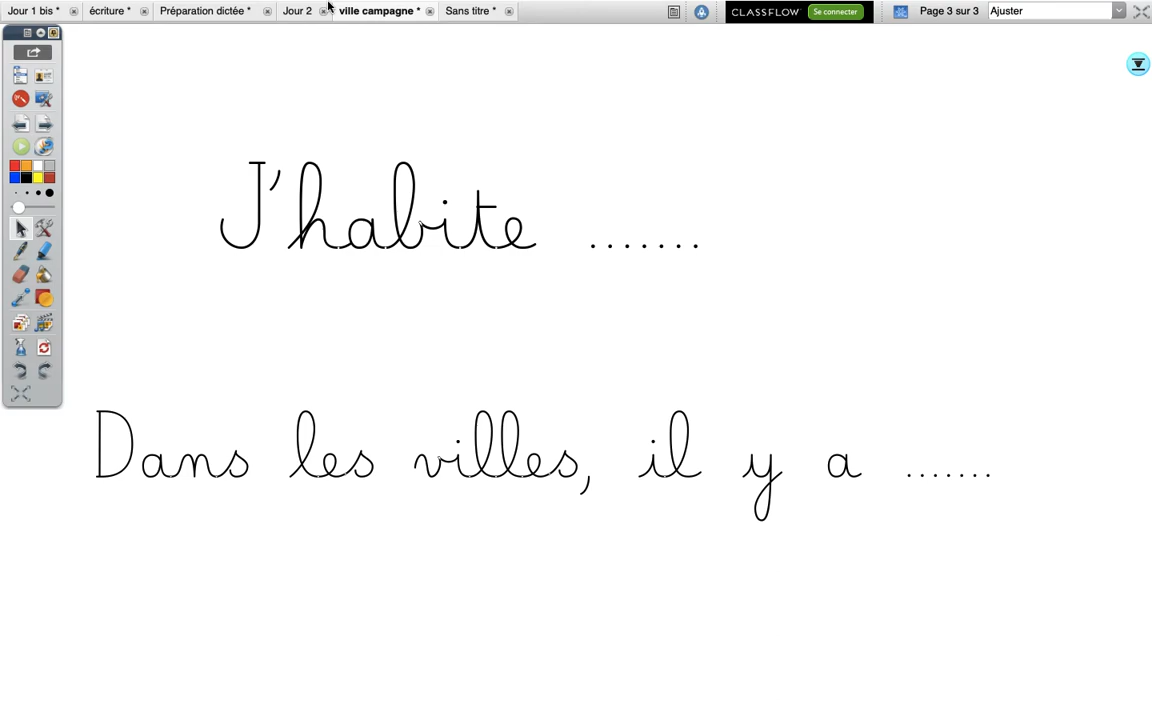 Jour 1 bis * écriture * Préparation dictée * Jour 2 ville campagne * Sans titre * CLASSFLOW Se connecter Page 3 sur 3 Ajuster
J'habite .......
Dans les villes, il y a .......